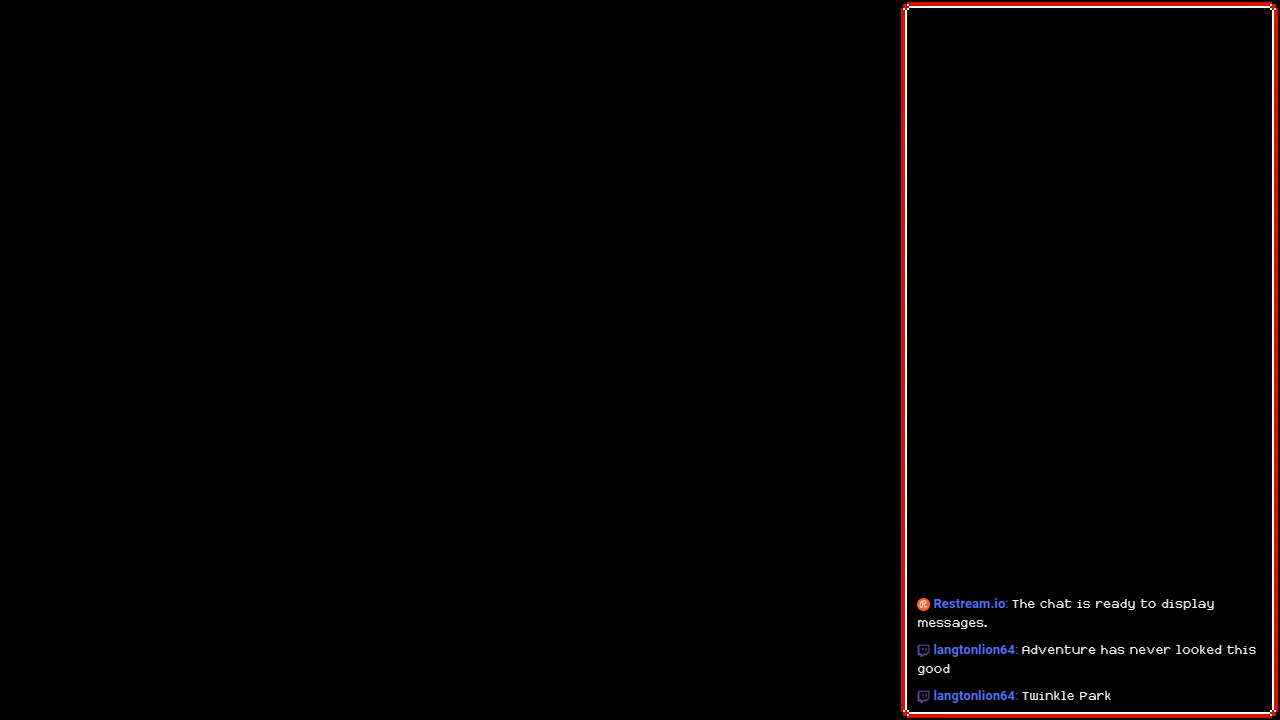 Restream.io: The chat is ready to display
messages.
langtonlion64: Adventure has never looked this
good
langtonlion64: Twinkle Park